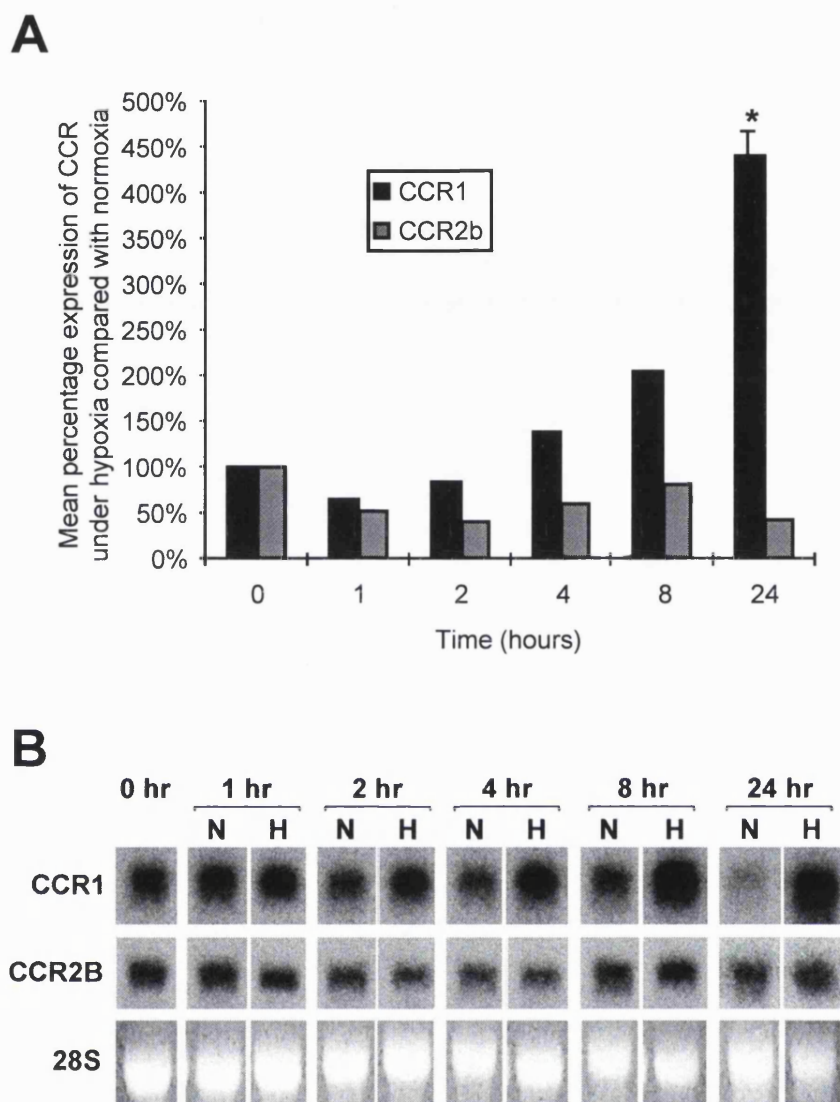 A
Mean percentage expression of CCR
under hypoxia compared with normoxia
500%
450%
400%
350%
300%
250%
200%
150%
100%
50%
0%
*
CCR1
CCR2b
0 1 2 4 8 24
Time (hours)
B
0 hr 1 hr 2 hr 4 hr 8 hr 24 hr
N H N H N H N H N H
CCR1
CCR2B
28S